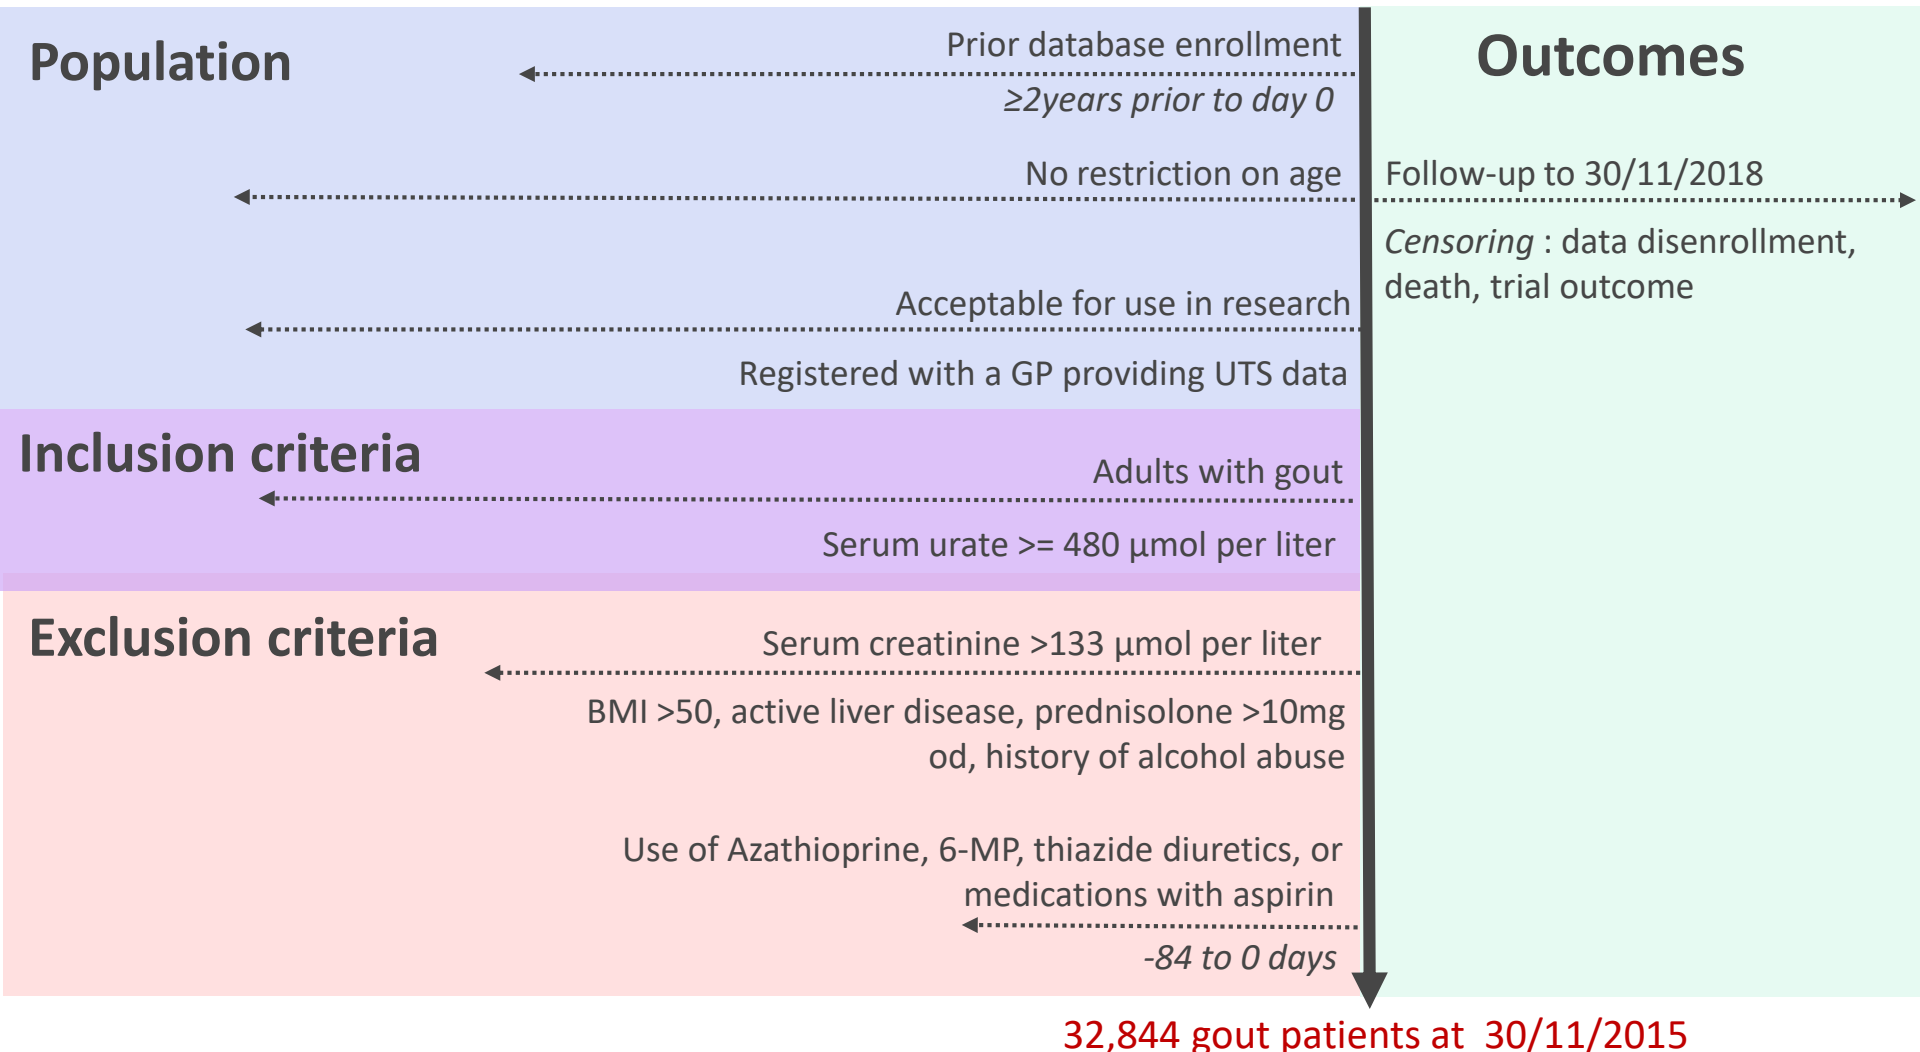 Population
Prior database enrollment
≥2years prior to day 0
No restriction on age
Acceptable for use in research
Registered with a GP providing UTS data
Outcomes
Follow-up to 30/11/2018
Censoring : data disenrollment,
death, trial outcome
Inclusion criteria
Adults with gout
Serum urate >= 480 μmol per liter
Exclusion criteria
Serum creatinine >133 μmol per liter
BMI >50, active liver disease, prednisolone >10mg
od, history of alcohol abuse
Use of Azathioprine, 6-MP, thiazide diuretics, or
medications with aspirin
-84 to 0 days
32,844 gout patients at 30/11/2015